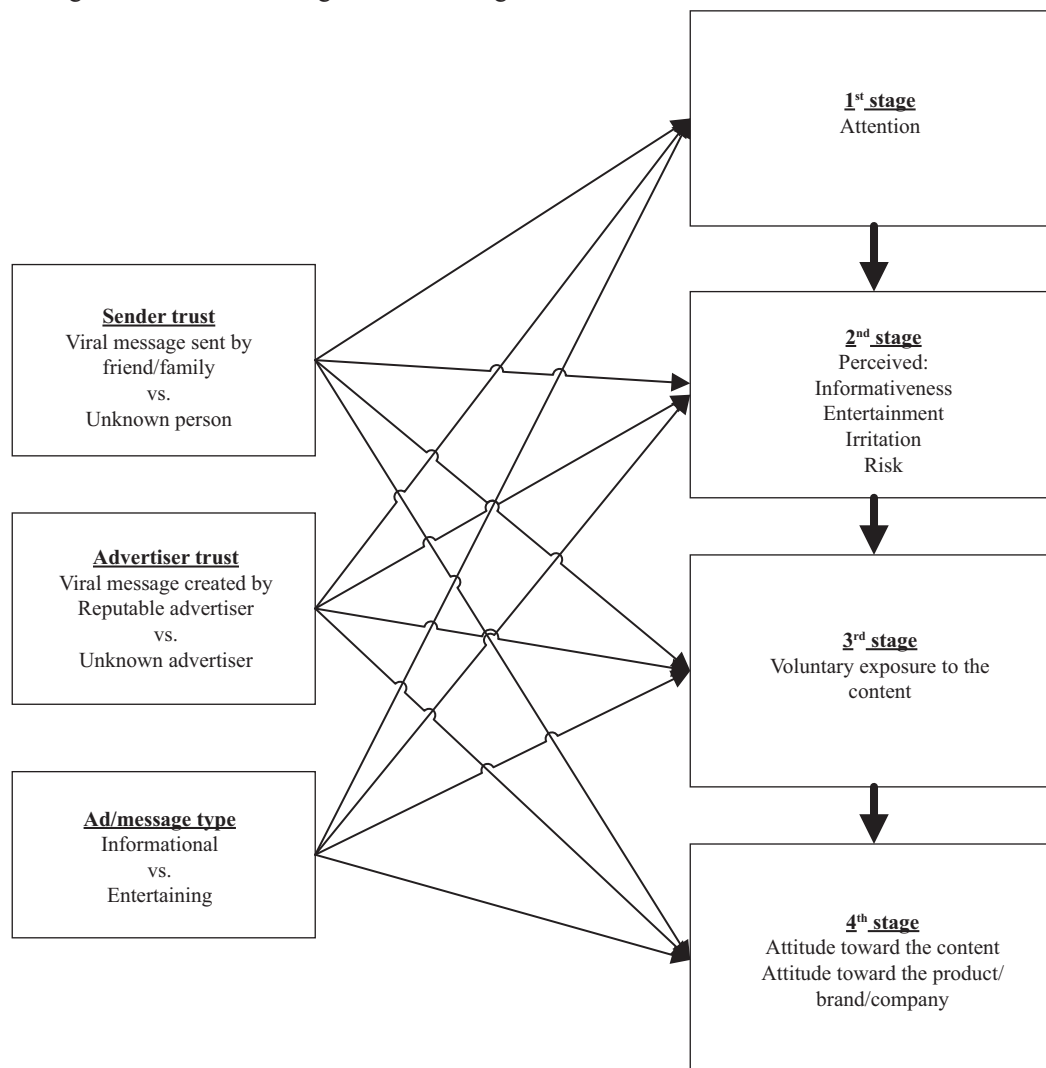 1st stage
Attention
Sender trust
Viral message sent by
friend/family
vs.
Unknown person
2nd stage
Perceived:
Informativeness
Entertainment
Irritation
Risk
Advertiser trust
Viral message created by
Reputable advertiser
vs.
Unknown advertiser
3rd stage
Voluntary exposure to the
content
Ad/message type
Informational
vs.
Entertaining
4th stage
Attitude toward the content
Attitude toward the product/
brand/company